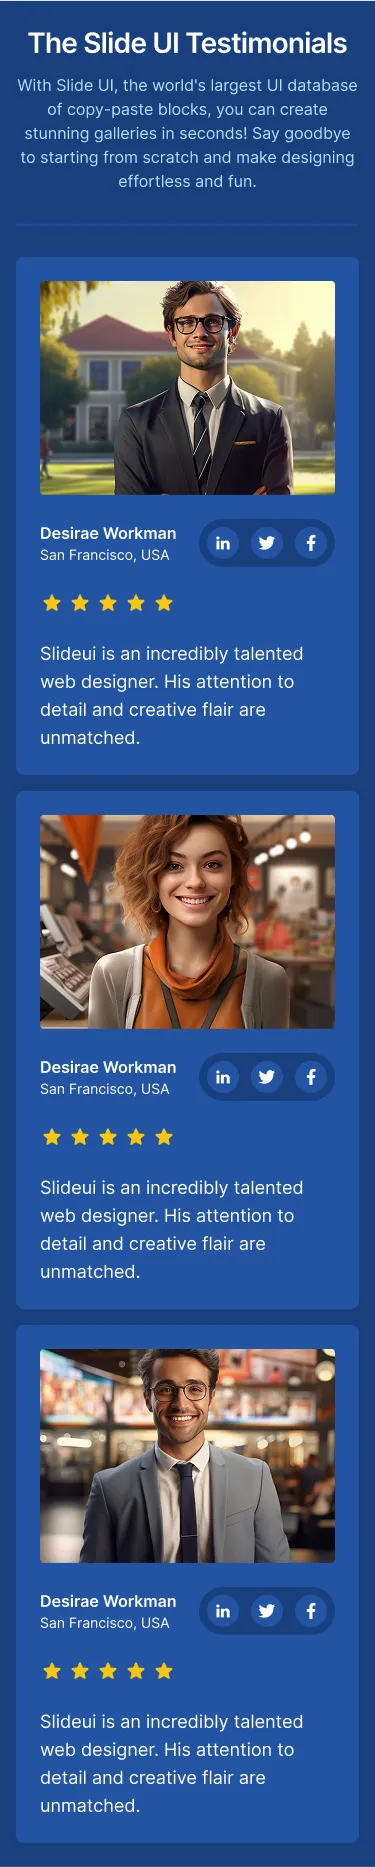 The Slide UI Testimonials
With Slide UI, the world's largest UI database
of copy-paste blocks, you can create
stunning galleries in seconds! Say goodbye
to starting from scratch and make designing
effortless and fun.
Desirae Workman
San Francisco, USA
in
Slideui is an incredibly talented
web designer. His attention to
detail and creative flair are
unmatched.
Desirae Workman
San Francisco, USA
in
Slideui is an incredibly talented
web designer. His attention to
detail and creative flair are
unmatched.
Desirae Workman
San Francisco, USA
in
Slideui is an incredibly talented
web designer. His attention to
detail and creative flair are
unmatched.